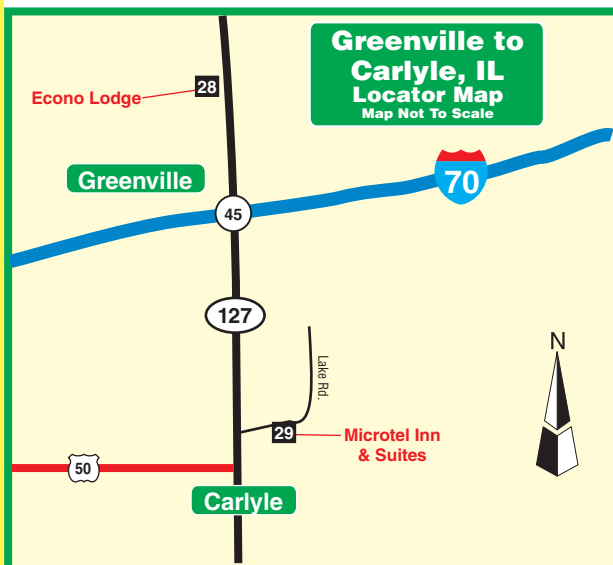 Greenville to
Carlyle, IL
Locator Map
Map Not To Scale
28
Econo Lodge
Greenville
70
45
127
N
Lake Rd.
29
Microtel Inn
& Suites
50
Carlyle